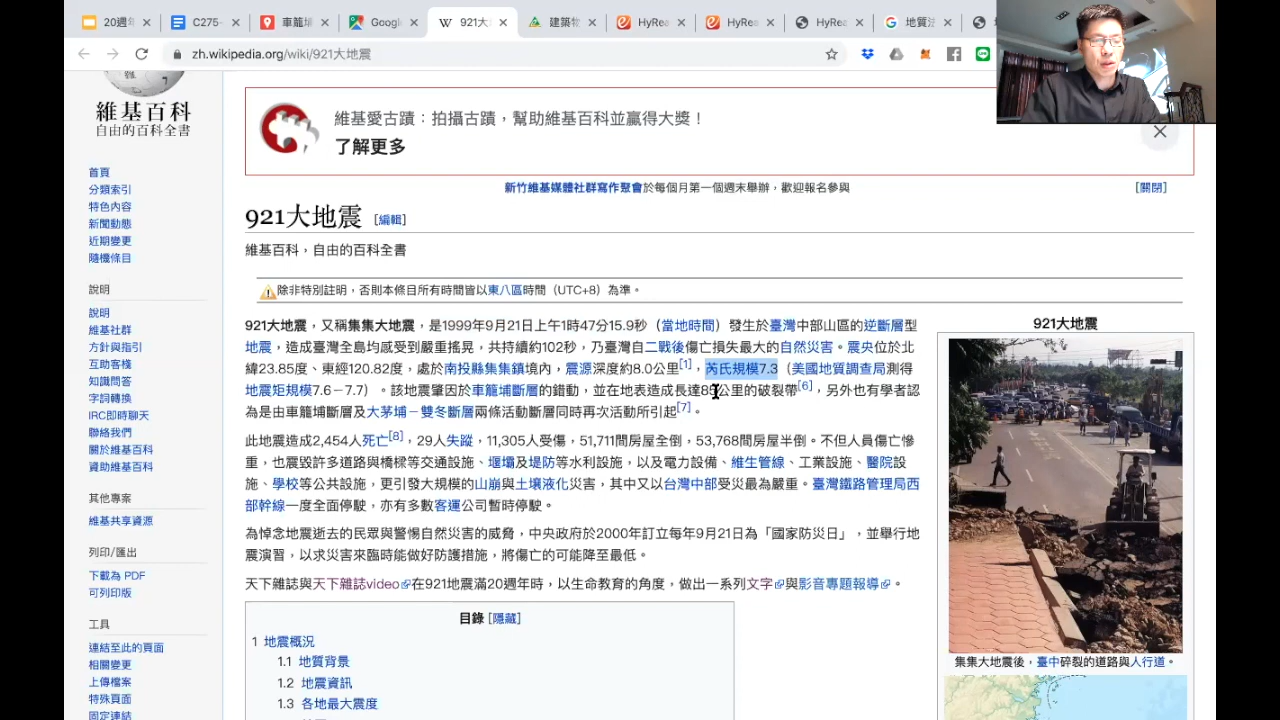 20週年
C275-
車籠埔
Googl
921大
建築物
HyRea
HyRea
HyRea
地質法
zh.wikipedia.org/wiki/921大地震
維基百科
自由的百科全書
首頁
分類索引
特色內容
新聞動態
近期變更
隨機條目
說明
說明
維基社群
方針與指引
互助客棧
知識問答
字詞轉換
IRC即時聊天
聯絡我們
關於維基百科
資助維基百科
其他專案
維基共享資源
列印/匯出
下載為 PDF
可列印版
工具
連結至此的頁面
相關變更
上傳檔案
特殊頁面
固定連結
維基愛古蹟：拍攝古蹟，幫助維基百科並贏得大獎！
了解更多
新竹維基媒體社群寫作聚會於每個月第一個週末舉辦，歡迎報名參與 [關閉]
921大地震 [編輯]
維基百科，自由的百科全書
除非特別註明，否則本條目所有時間皆以東八區時間（UTC+8）為準。
921大地震，又稱集集大地震，是1999年9月21日上午1時47分15.9秒（當地時間）發生於臺灣中部山區的逆斷層型
地震，造成臺灣全島均感受到嚴重搖晃，共持續約102秒，乃臺灣自二戰後傷亡損失最大的自然災害。震央位於北
緯23.85度、東經120.82度，處於南投縣集集鎮境內，震源深度約8.0公里[1]，芮氏規模7.3（美國地質調查局測得
地震矩規模7.6－7.7）。該地震肇因於車籠埔斷層的錯動，並在地表造成長達85公里的破裂帶[6]，另外也有學者認
為是由車籠埔斷層及大茅埔－雙冬斷層兩條活動斷層同時再次活動所引起[7]。
此地震造成2,454人死亡[8]，29人失蹤，11,305人受傷，51,711間房屋全倒，53,768間房屋半倒。不但人員傷亡慘
重，也震毀許多道路與橋樑等交通設施、堰壩及堤防等水利設施，以及電力設備、維生管線、工業設施、醫院設
施、學校等公共設施，更引發大規模的山崩與土壤液化災害，其中又以台灣中部受災最為嚴重。臺灣鐵路管理局西
部幹線一度全面停駛，亦有多數客運公司暫時停駛。
為悼念地震逝去的民眾與警惕自然災害的威脅，中央政府於2000年訂立每年9月21日為「國家防災日」，並舉行地
震演習，以求災害來臨時能做好防護措施，將傷亡的可能降至最低。
天下雜誌與天下雜誌video在921地震滿20週年時，以生命教育的角度，做出一系列文字與影音專題報導。
目錄 [隱藏]
1 地震概況
1.1 地質背景
1.2 地震資訊
1.3 各地最大震度
921大地震
集集大地震後，臺中碎裂的道路與人行道。